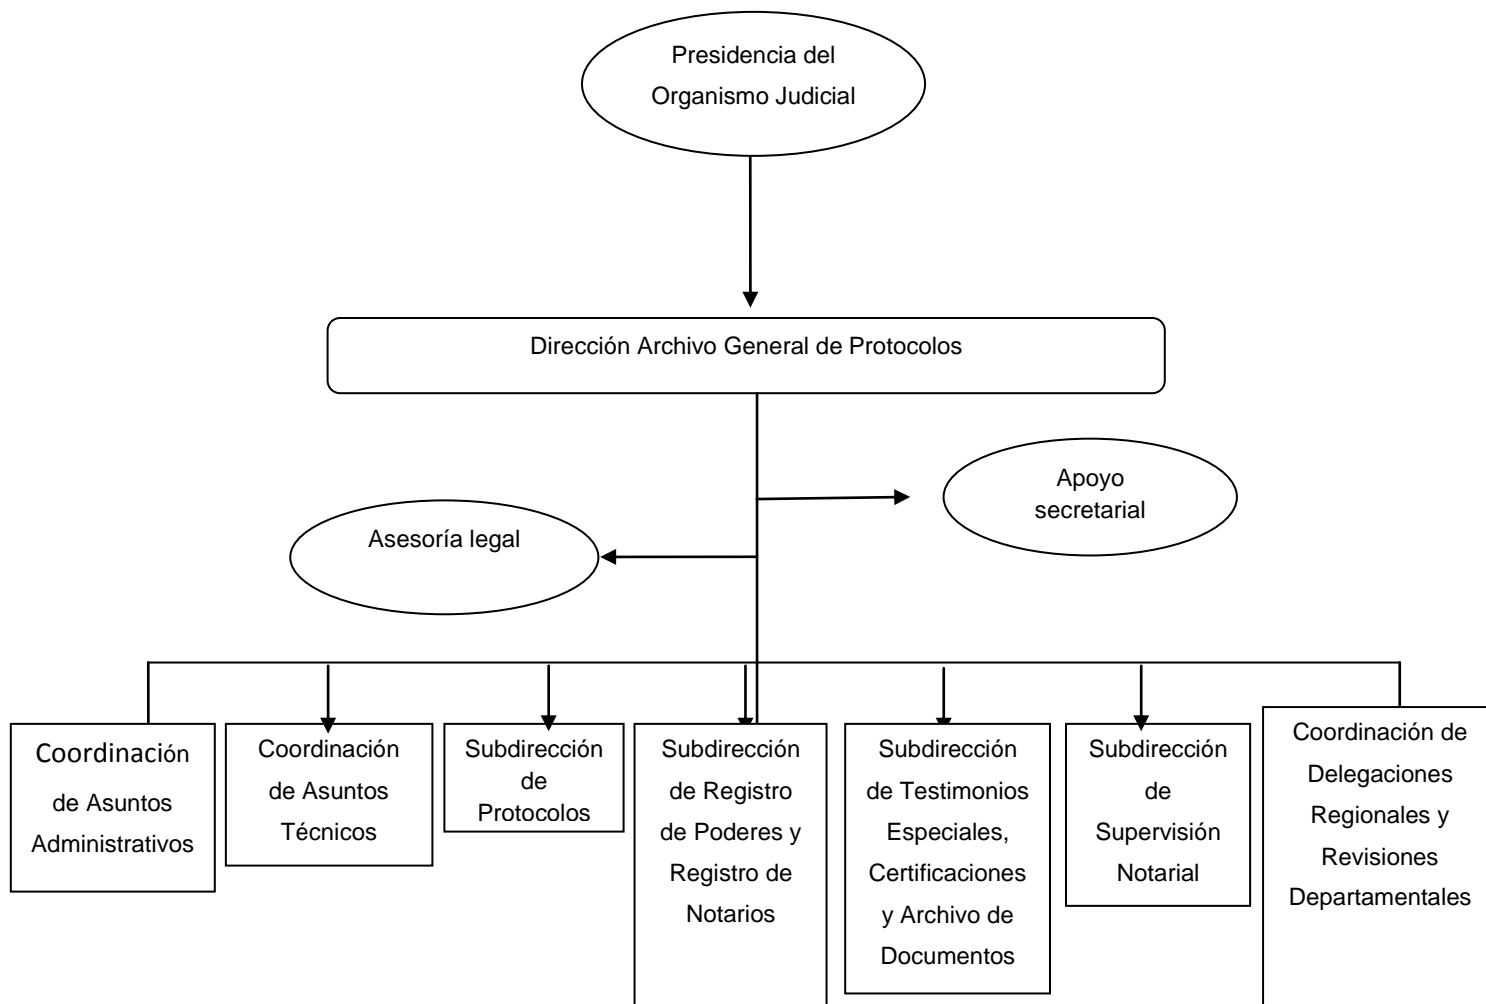 Presidencia del
Organismo Judicial
Dirección Archivo General de Protocolos
Apoyo
secretarial
Asesoría legal
Coordinación
de Asuntos
Administrativos
Coordinación
de Asuntos
Técnicos
Subdirección
de
Protocolos
Subdirección
de Registro
de Poderes y
Registro de
Notarios
Subdirección
de Testimonios
Especiales,
Certificaciones
y Archivo de
Documentos
Subdirección
de
Supervisión
Notarial
Coordinación de
Delegaciones
Regionales y
Revisiones
Departamentales